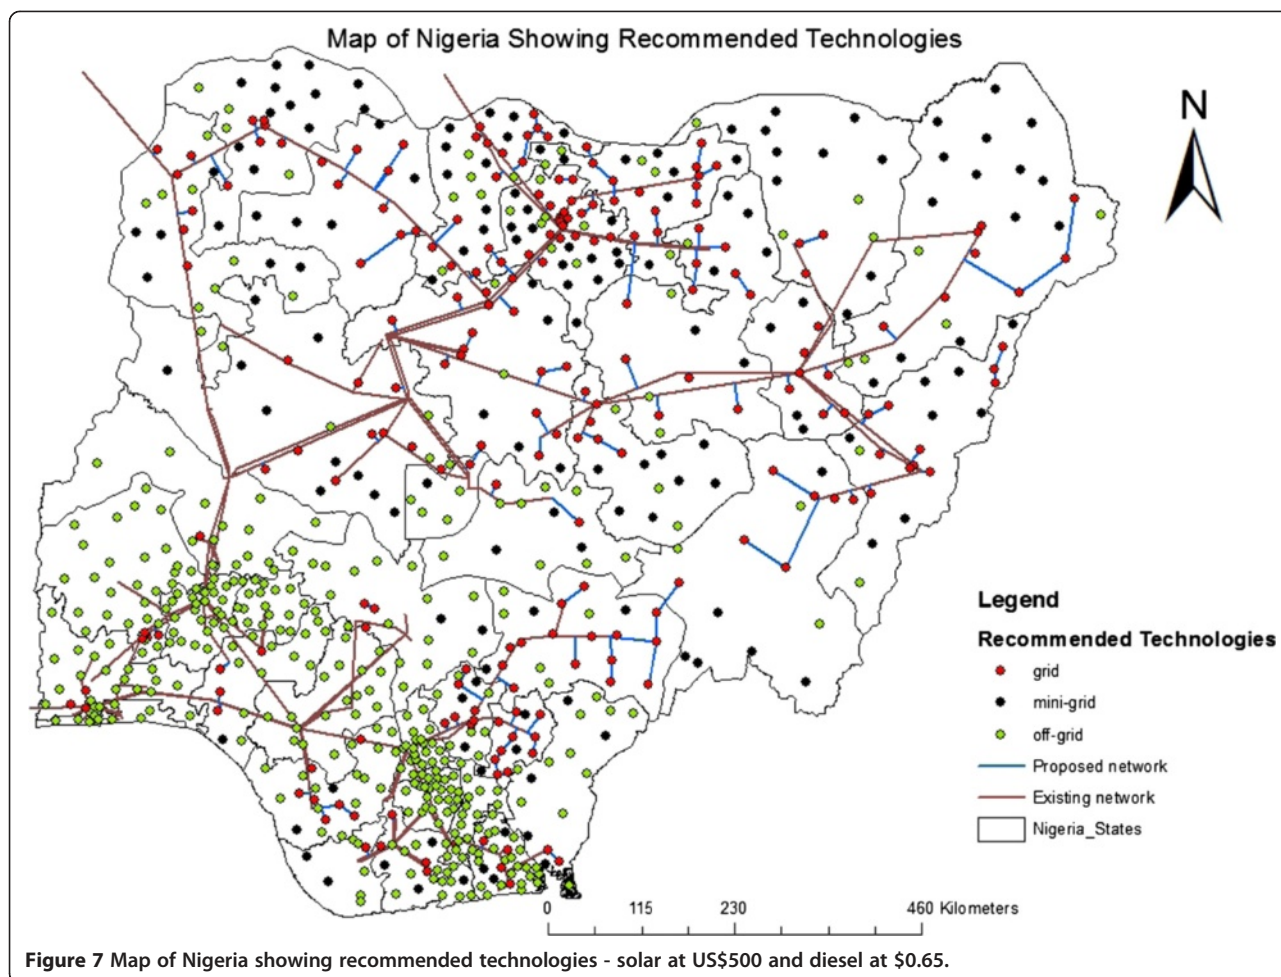 Map of Nigeria Showing Recommended Technologies
N
Legend
Recommended Technologies
grid
mini-grid
off-grid
Proposed network
Existing network
Nigeria_States
0 115 230 460 Kilometers
Figure 7 Map of Nigeria showing recommended technologies - solar at US$500 and diesel at $0.65.